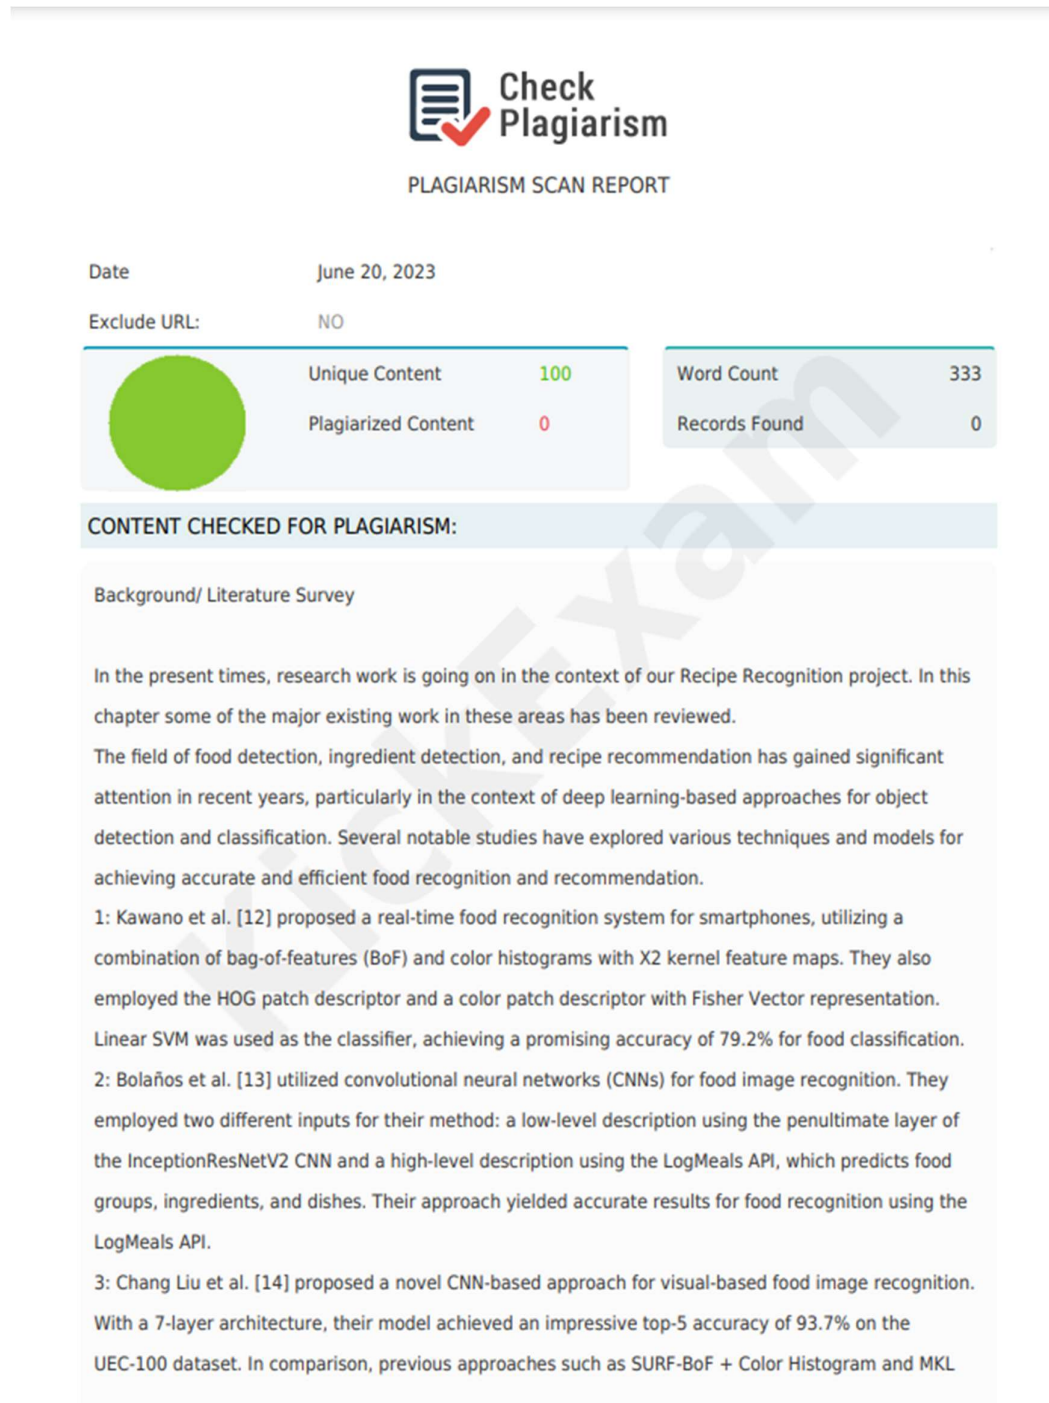 Check
Plagiarism
PLAGIARISM SCAN REPORT
Date June 20, 2023
Exclude URL: NO
Unique Content 100
Plagiarized Content 0
Word Count 333
Records Found 0
CONTENT CHECKED FOR PLAGIARISM:
Background/ Literature Survey
In the present times, research work is going on in the context of our Recipe Recognition project. In this
chapter some of the major existing work in these areas has been reviewed.
The field of food detection, ingredient detection, and recipe recommendation has gained significant
attention in recent years, particularly in the context of deep learning-based approaches for object
detection and classification. Several notable studies have explored various techniques and models for
achieving accurate and efficient food recognition and recommendation.
1: Kawano et al. [12] proposed a real-time food recognition system for smartphones, utilizing a
combination of bag-of-features (BoF) and color histograms with X2 kernel feature maps. They also
employed the HOG patch descriptor and a color patch descriptor with Fisher Vector representation.
Linear SVM was used as the classifier, achieving a promising accuracy of 79.2% for food classification.
2: Bolaños et al. [13] utilized convolutional neural networks (CNNs) for food image recognition. They
employed two different inputs for their method: a low-level description using the penultimate layer of
the InceptionResNetV2 CNN and a high-level description using the LogMeals API, which predicts food
groups, ingredients, and dishes. Their approach yielded accurate results for food recognition using the
LogMeals API.
3: Chang Liu et al. [14] proposed a novel CNN-based approach for visual-based food image recognition.
With a 7-layer architecture, their model achieved an impressive top-5 accuracy of 93.7% on the
UEC-100 dataset. In comparison, previous approaches such as SURF-BoF + Color Histogram and MKL
KickExam